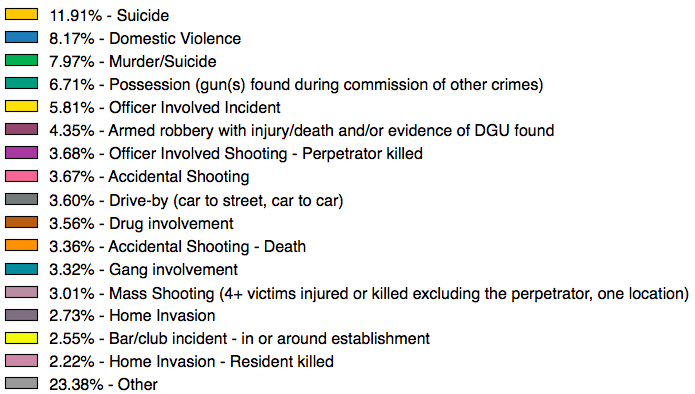 11.91% - Suicide
8.17% - Domestic Violence
7.97% - Murder/Suicide
6.71% - Possession (gun(s) found during commission of other crimes)
5.81% - Officer Involved Incident
4.35% - Armed robbery with injury/death and/or evidence of DGU found
3.68% - Officer Involved Shooting - Perpetrator killed
3.67% - Accidental Shooting
3.60% - Drive-by (car to street, car to car)
3.56% - Drug involvement
3.36% - Accidental Shooting - Death
3.32% - Gang involvement
3.01% - Mass Shooting (4+ victims injured or killed excluding the perpetrator, one location)
2.73% - Home Invasion
2.55% - Bar/club incident - in or around establishment
2.22% - Home Invasion - Resident killed
23.38% - Other